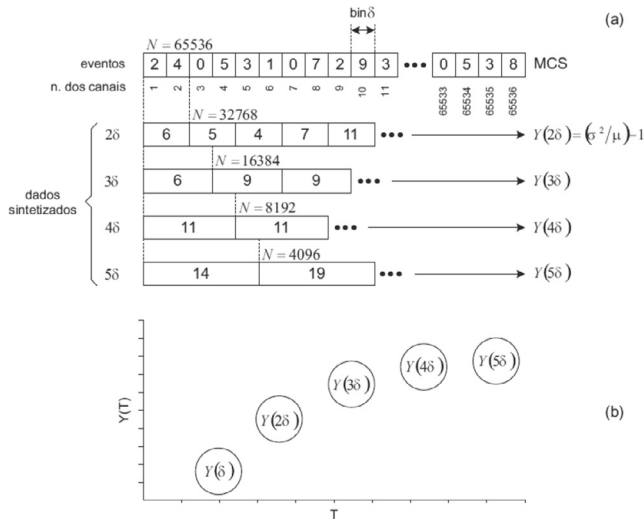 bin δ
(a)
N = 65536
eventos 2 4 0 5 3 1 0 7 2 9 3 ••• 0 5 3 8 MCS
n. dos canais 1 2 3 4 5 6 7 8 9 10 11 65533 65534 65535 65536
N = 32768
2δ 6 5 4 7 11 ••• Y(2δ) = (σ²/μ)−1
N = 16384
dados sintetizados
3δ 6 9 9 ••• Y(3δ)
N = 8192
4δ 11 11 ••• Y(4δ)
N = 4096
5δ 14 19 ••• Y(5δ)
Y(T)
Y(δ)
Y(2δ)
Y(3δ)
Y(4δ)
Y(5δ)
(b)
T